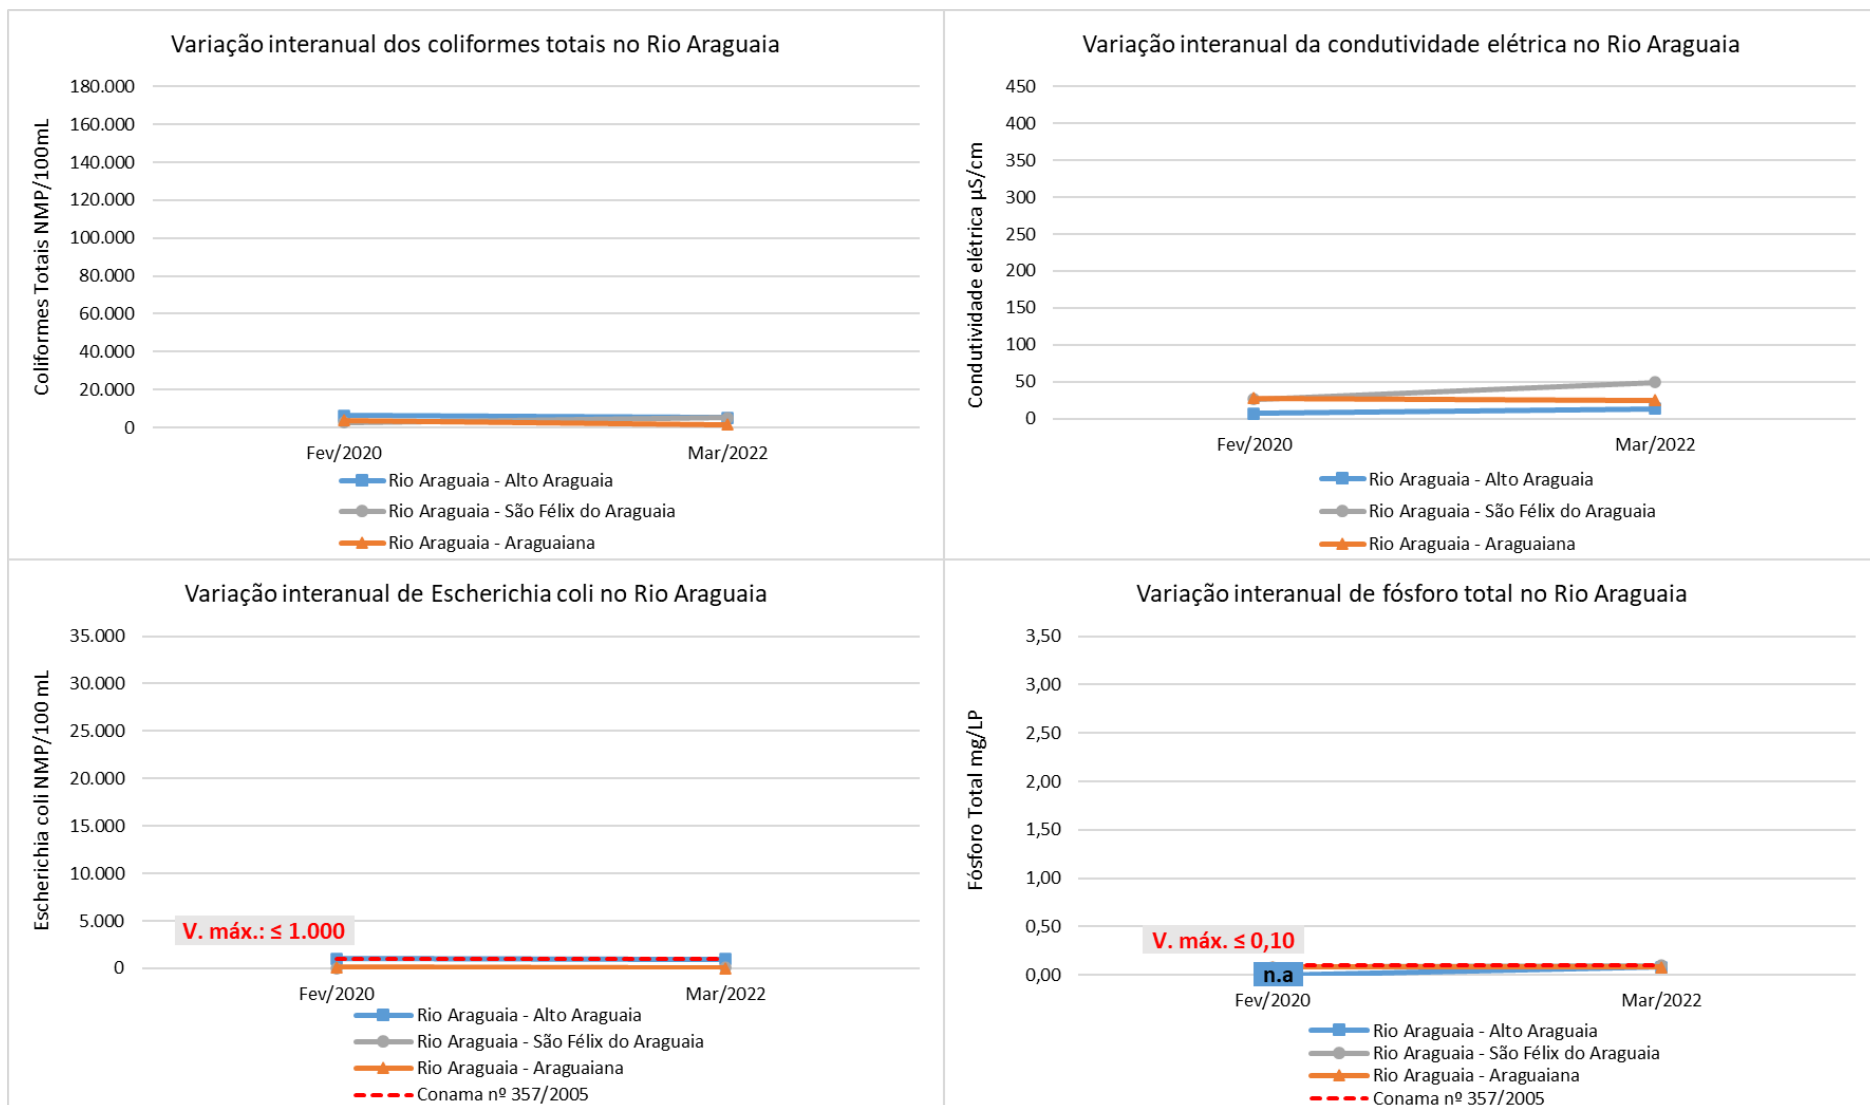 Variação interanual dos coliformes totais no Rio Araguaia
Coliformes Totais NMP/100mL
180.000
160.000
140.000
120.000
100.000
80.000
60.000
40.000
20.000
0
Fev/2020
Mar/2022
Rio Araguaia - Alto Araguaia
Rio Araguaia - São Félix do Araguaia
Rio Araguaia - Araguaiana
Variação interanual da condutividade elétrica no Rio Araguaia
Condutividade elétrica µS/cm
450
400
350
300
250
200
150
100
50
0
Fev/2020
Mar/2022
Rio Araguaia - Alto Araguaia
Rio Araguaia - São Félix do Araguaia
Rio Araguaia - Araguaiana
Variação interanual de Escherichia coli no Rio Araguaia
Escherichia coli NMP/100 mL
35.000
30.000
25.000
20.000
15.000
10.000
5.000
0
V. máx.: ≤ 1.000
Fev/2020
Mar/2022
Rio Araguaia - Alto Araguaia
Rio Araguaia - São Félix do Araguaia
Rio Araguaia - Araguaiana
Conama nº 357/2005
Variação interanual de fósforo total no Rio Araguaia
Fósforo Total mg/LP
3,50
3,00
2,50
2,00
1,50
1,00
0,50
0,00
V. máx. ≤ 0,10
n.a
Fev/2020
Mar/2022
Rio Araguaia - Alto Araguaia
Rio Araguaia - São Félix do Araguaia
Rio Araguaia - Araguaiana
Conama nº 357/2005